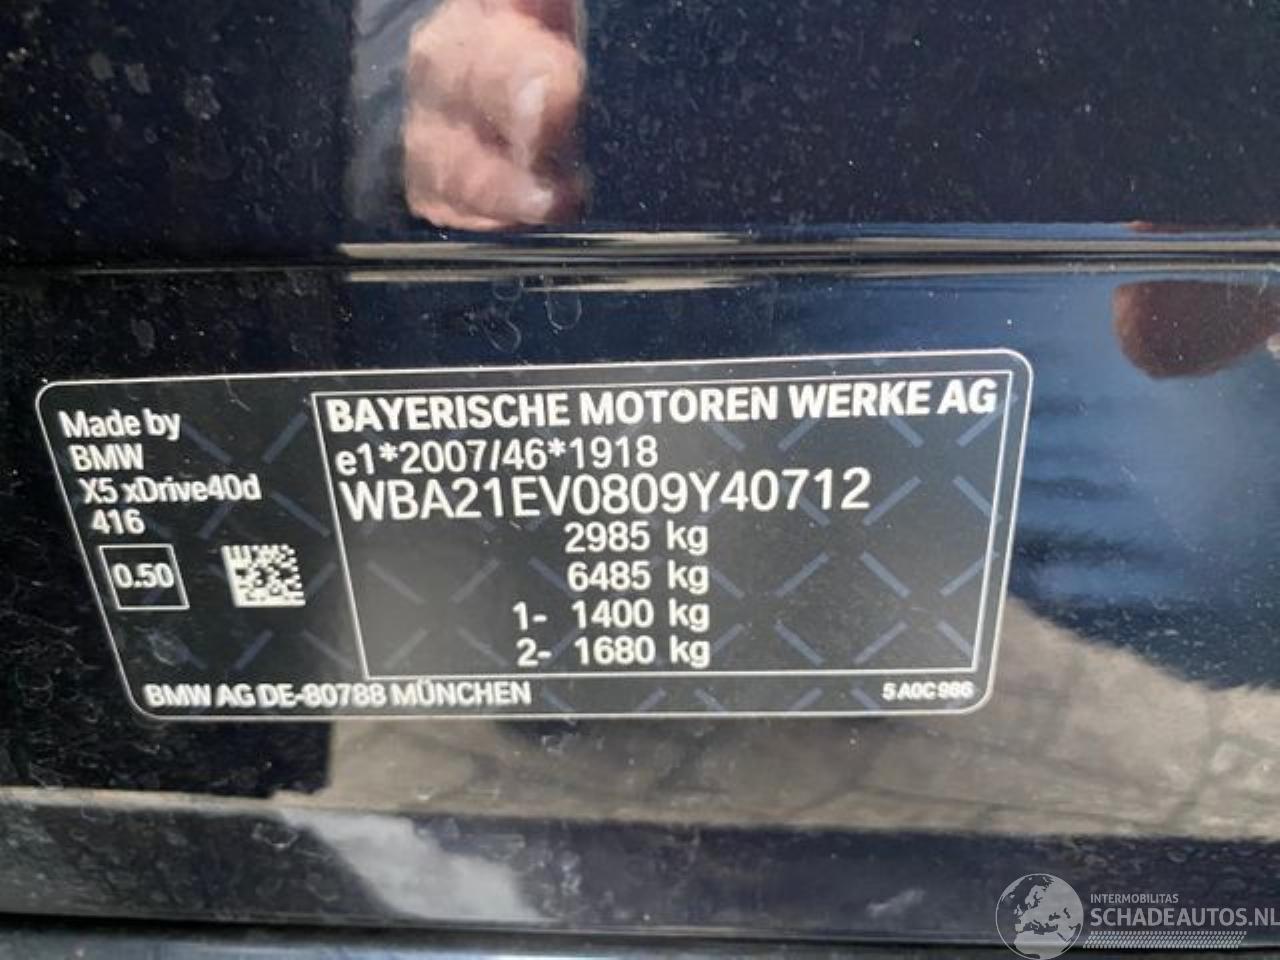 Made by
BMW
X5 xDrive40d
416
0.50
BAYERISCHE MOTOREN WERKE AG
e1*2007/46*1918
WBA21EV0809Y40712
2985 kg
6485 kg
1- 1400 kg
2- 1680 kg
BMW AG DE-80788 MÜNCHEN
5 A0C 986
INTERMOBILITAS
SCHADEAUTOS.NL